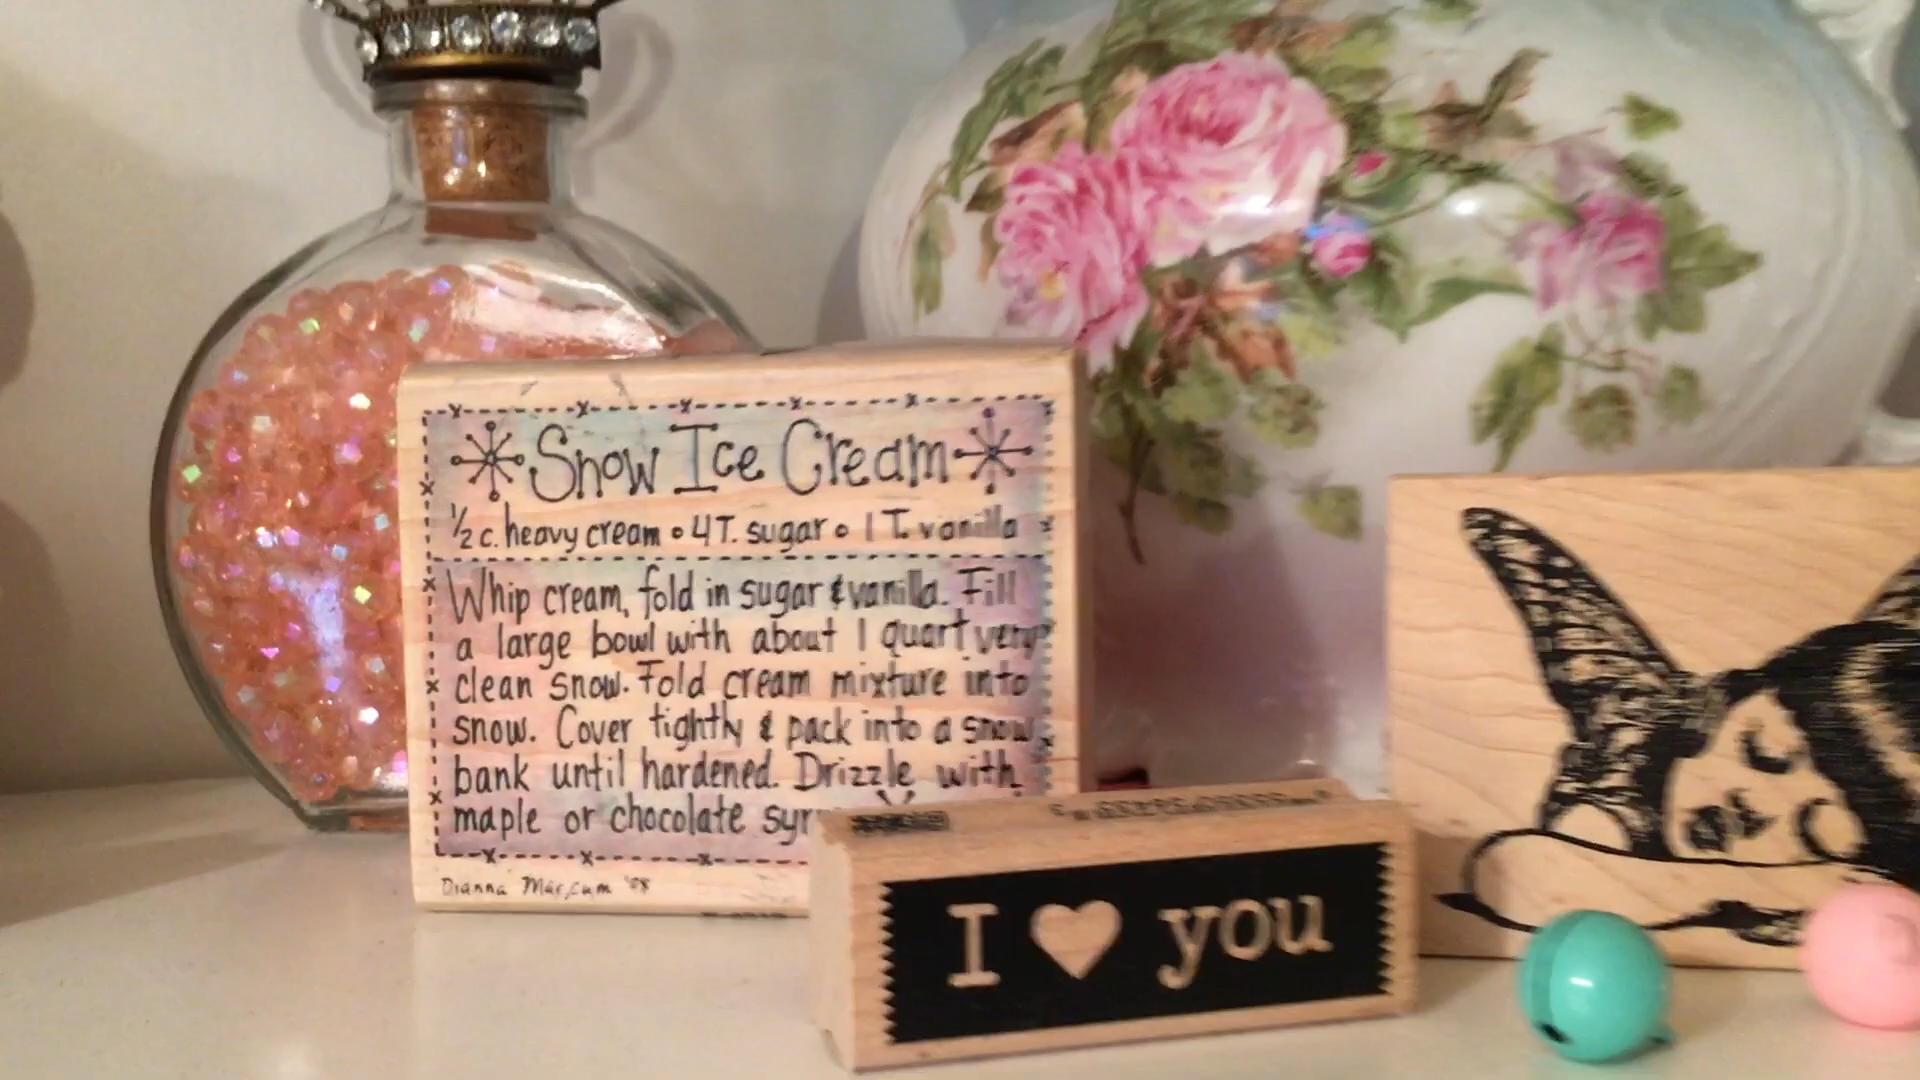 Snow Ice Cream
½ c. heavy cream • 4 T. sugar • 1 T. vanilla
Whip cream, fold in sugar & vanilla. Fill
a large bowl with about 1 quart very
clean snow. Fold cream mixture into
snow. Cover tightly & pack into a snow
bank until hardened. Drizzle with
maple or chocolate
Dianna Marcum '08
I ♥ you